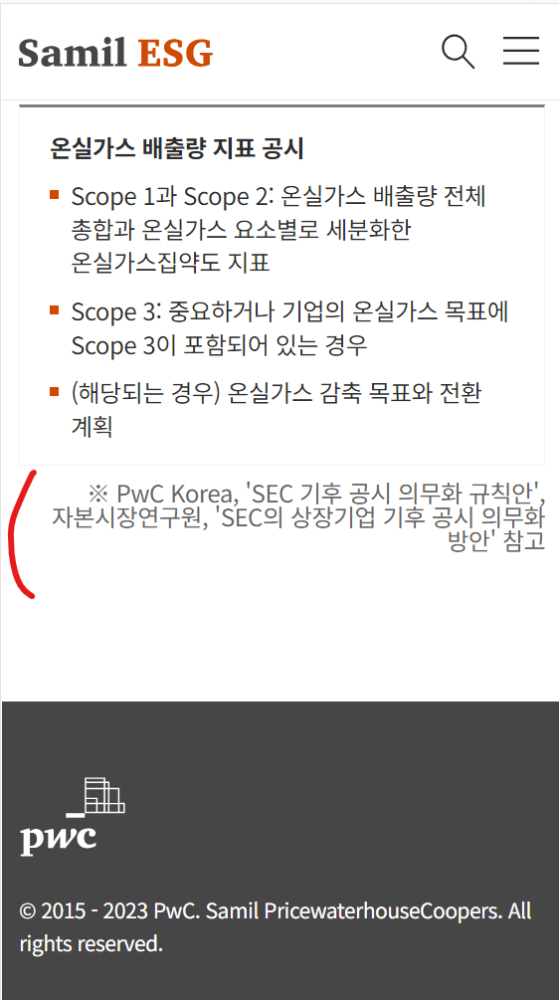 Samil ESG
온실가스 배출량 지표 공시
Scope 1과 Scope 2: 온실가스 배출량 전체
총합과 온실가스 요소별로 세분화한
온실가스집약도 지표
Scope 3: 중요하거나 기업의 온실가스 목표에
Scope 3이 포함되어 있는 경우
(해당되는 경우) 온실가스 감축 목표와 전환
계획
※ PwC Korea, 'SEC 기후 공시 의무화 규칙안',
자본시장연구원, 'SEC의 상장기업 기후 공시 의무화
방안' 참고
pwc
© 2015 - 2023 PwC. Samil PricewaterhouseCoopers. All
rights reserved.